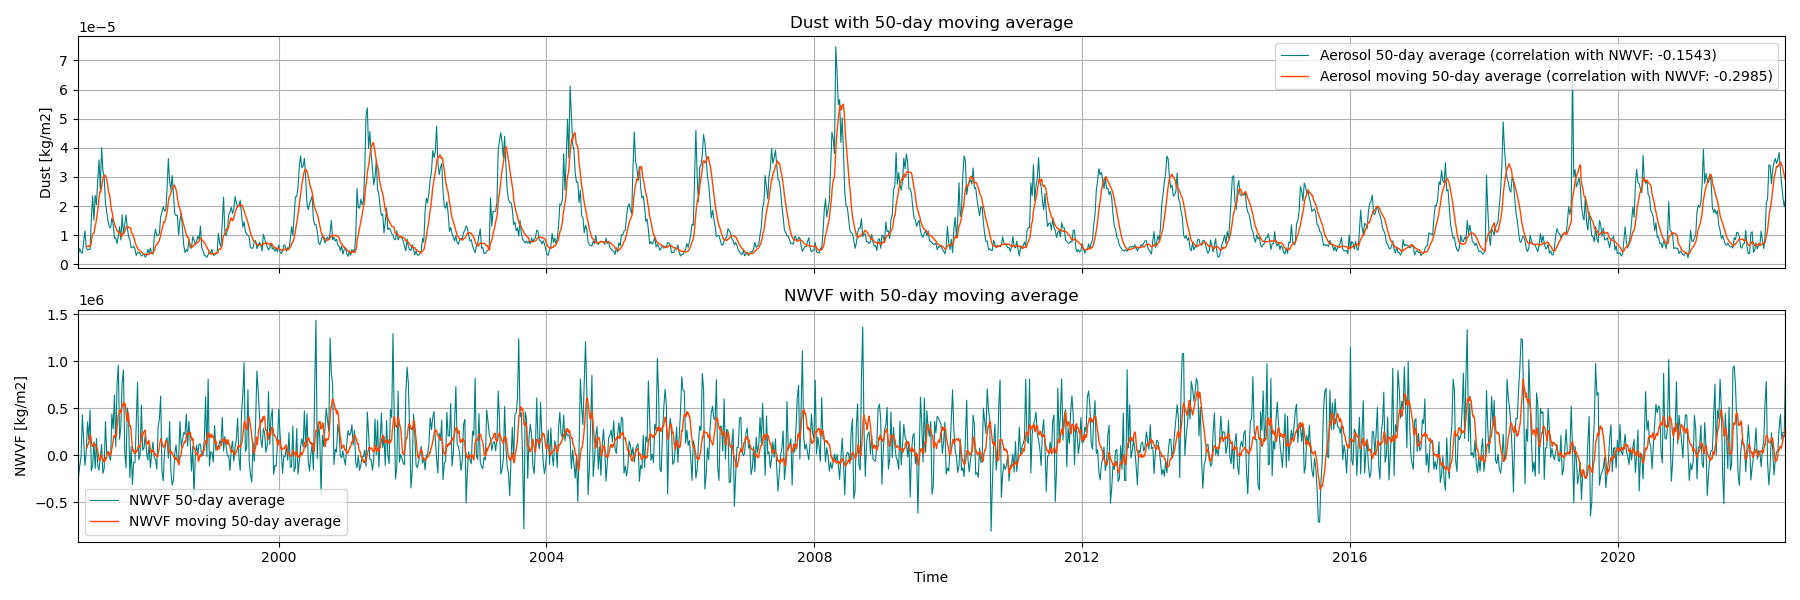 Dust with 50-day moving average
1e−5
Aerosol 50-day average (correlation with NWVF: -0.1543)
Aerosol moving 50-day average (correlation with NWVF: -0.2985)
Dust [kg/m2]
7
6
5
4
3
2
1
0
NWVF with 50-day moving average
1e6
NWVF [kg/m2]
1.5
1.0
0.5
0.0
−0.5
NWVF 50-day average
NWVF moving 50-day average
2000 2004 2008 2012 2016 2020
Time